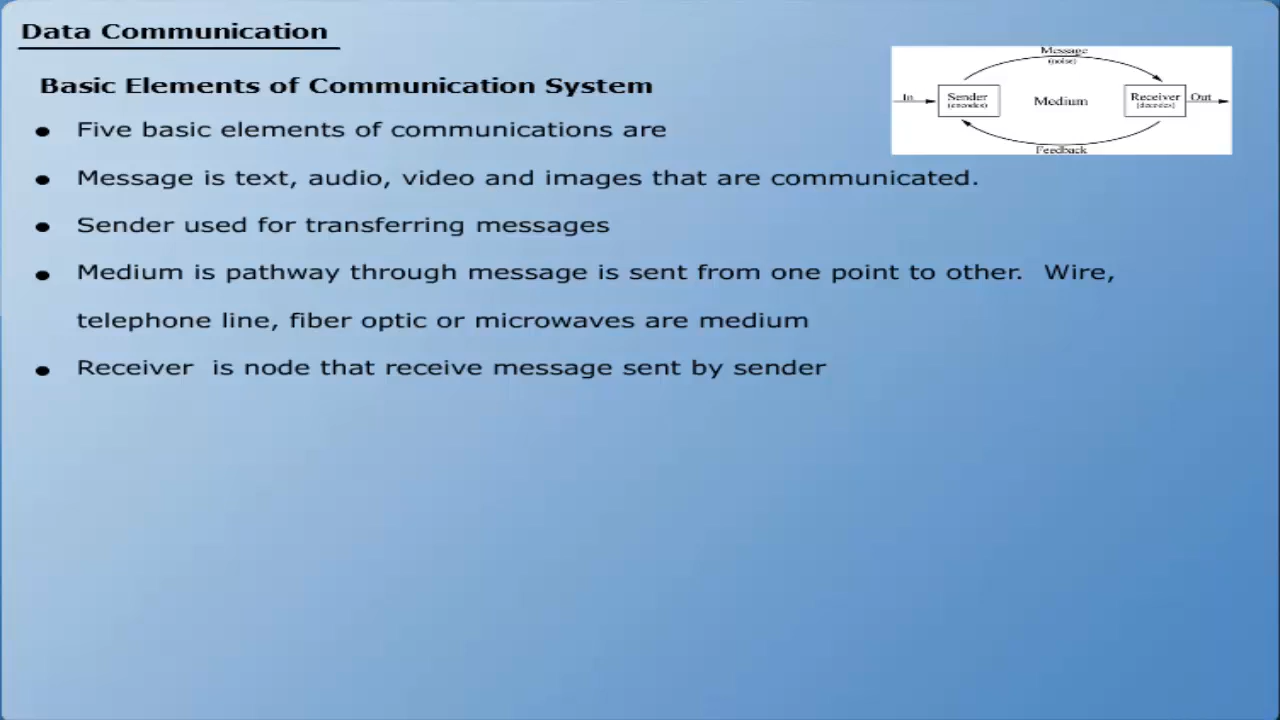 Data Communication
Basic Elements of Communication System
● Five basic elements of communications are
● Message is text, audio, video and images that are communicated.
● Sender used for transferring messages
● Medium is pathway through message is sent from one point to other. Wire,
telephone line, fiber optic or microwaves are medium
● Receiver is node that receive message sent by sender
Message
(noise)
In
Sender
(encodes)
Medium
Receiver
(decodes)
Out
Feedback